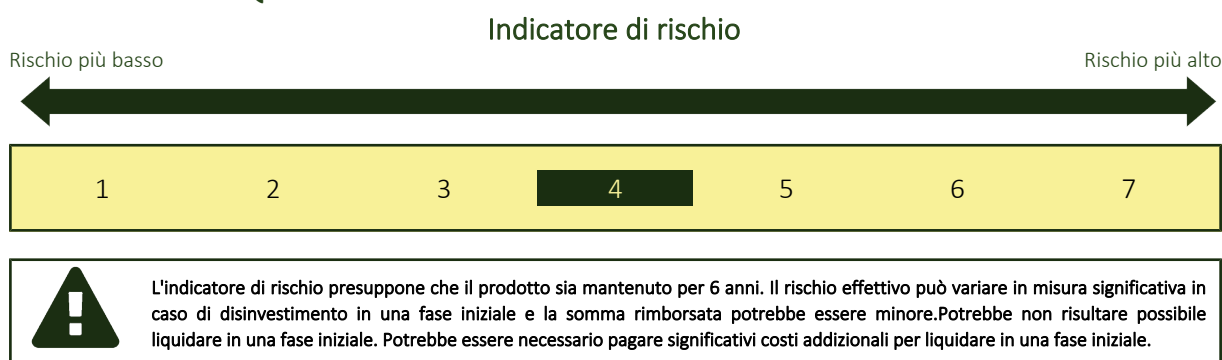 Indicatore di rischio
Rischio più basso
Rischio più alto
1 2 3 4 5 6 7
L'indicatore di rischio presuppone che il prodotto sia mantenuto per 6 anni. Il rischio effettivo può variare in misura significativa in
caso di disinvestimento in una fase iniziale e la somma rimborsata potrebbe essere minore.Potrebbe non risultare possibile
liquidare in una fase iniziale. Potrebbe essere necessario pagare significativi costi addizionali per liquidare in una fase iniziale.